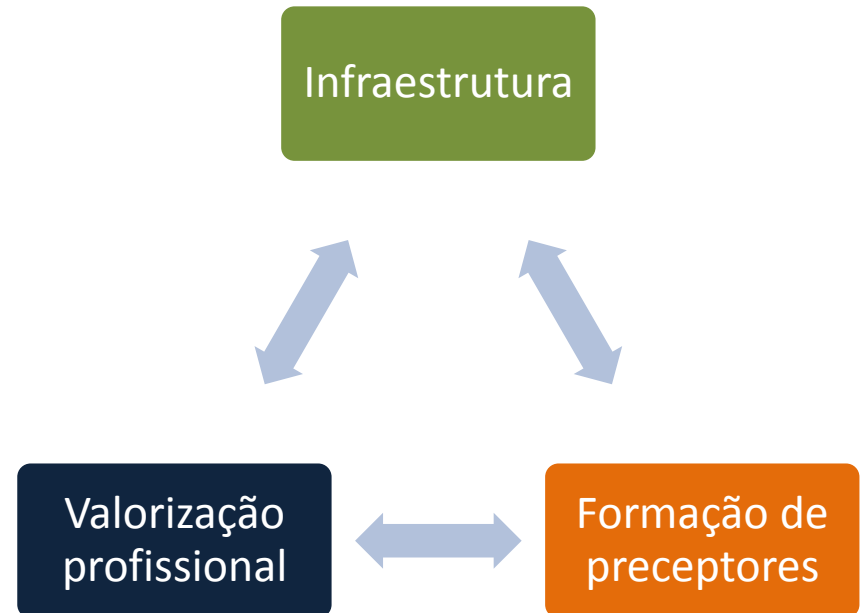 Infraestrutura
Valorização
profissional
Formação de
preceptores